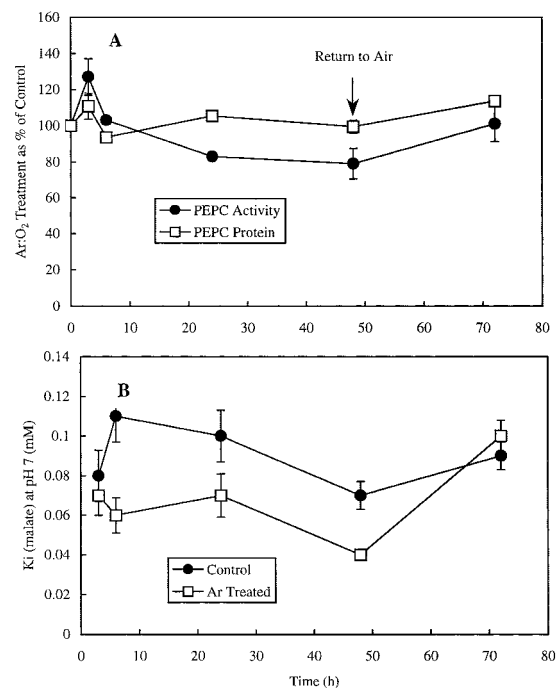 160
A
140
Return to Air
120
100
80
60
PEPC Activity
40
PEPC Protein
20
0
0 10 20 30 40 50 60 70 80
Ar:O₂ Treatment as % of Control
0.14
B
0.12
0.1
0.08
0.06
0.04
Control
Ar Treated
0.02
0
0 10 20 30 40 50 60 70 80
Ki (malate) at pH 7 (mM)
Time (h)